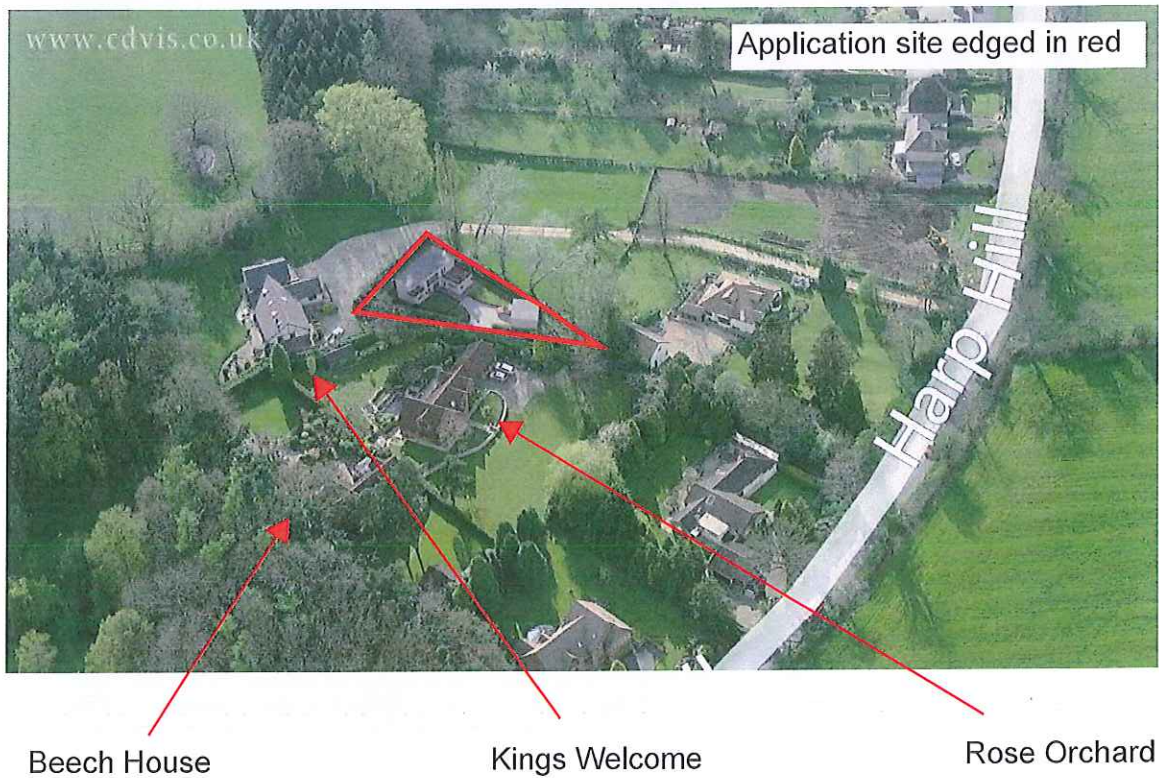 www.cdvis.co.uk
Application site edged in red
Harp Hill
Beech House
Kings Welcome
Rose Orchard